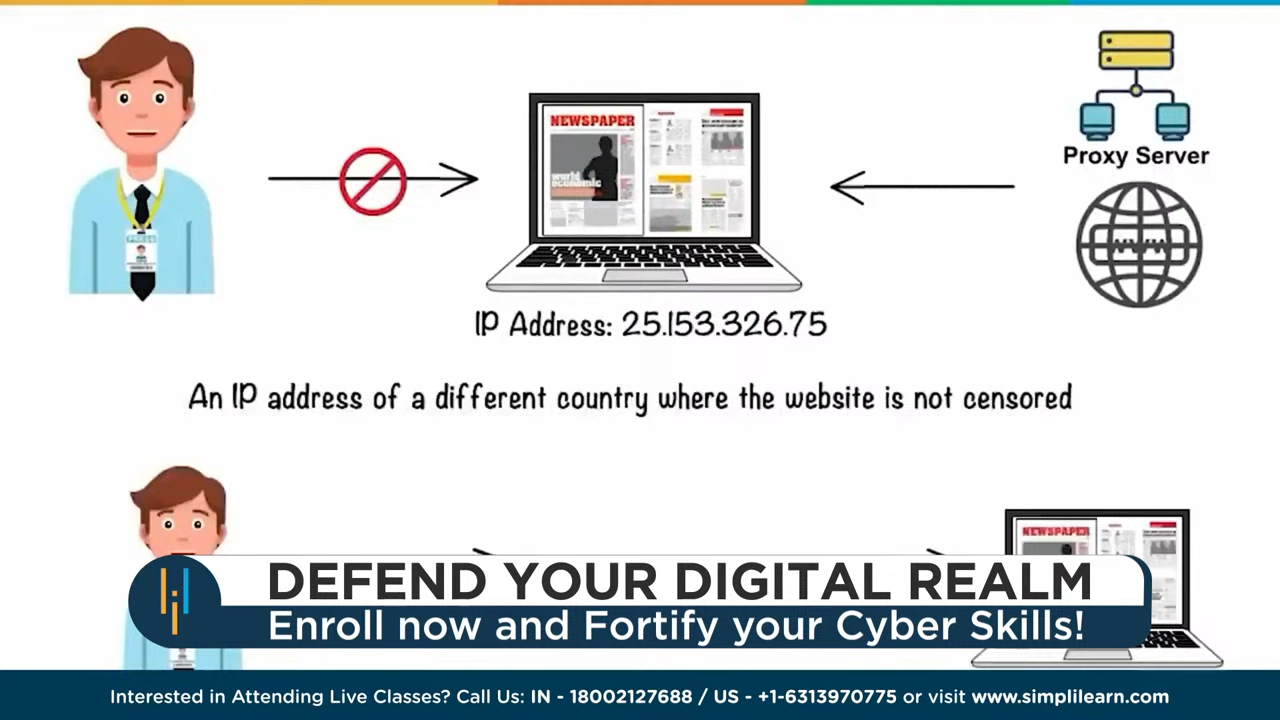 NEWSPAPER
world
economic
Proxy Server
WWW
PRESS
IP Address: 25.153.326.75
An IP address of a different country where the website is not censored
NEWSPAPER
DEFEND YOUR DIGITAL REALM
Enroll now and Fortify your Cyber Skills!
Interested in Attending Live Classes? Call Us: IN - 18002127688 / US - +1-6313970775 or visit www.simplilearn.com